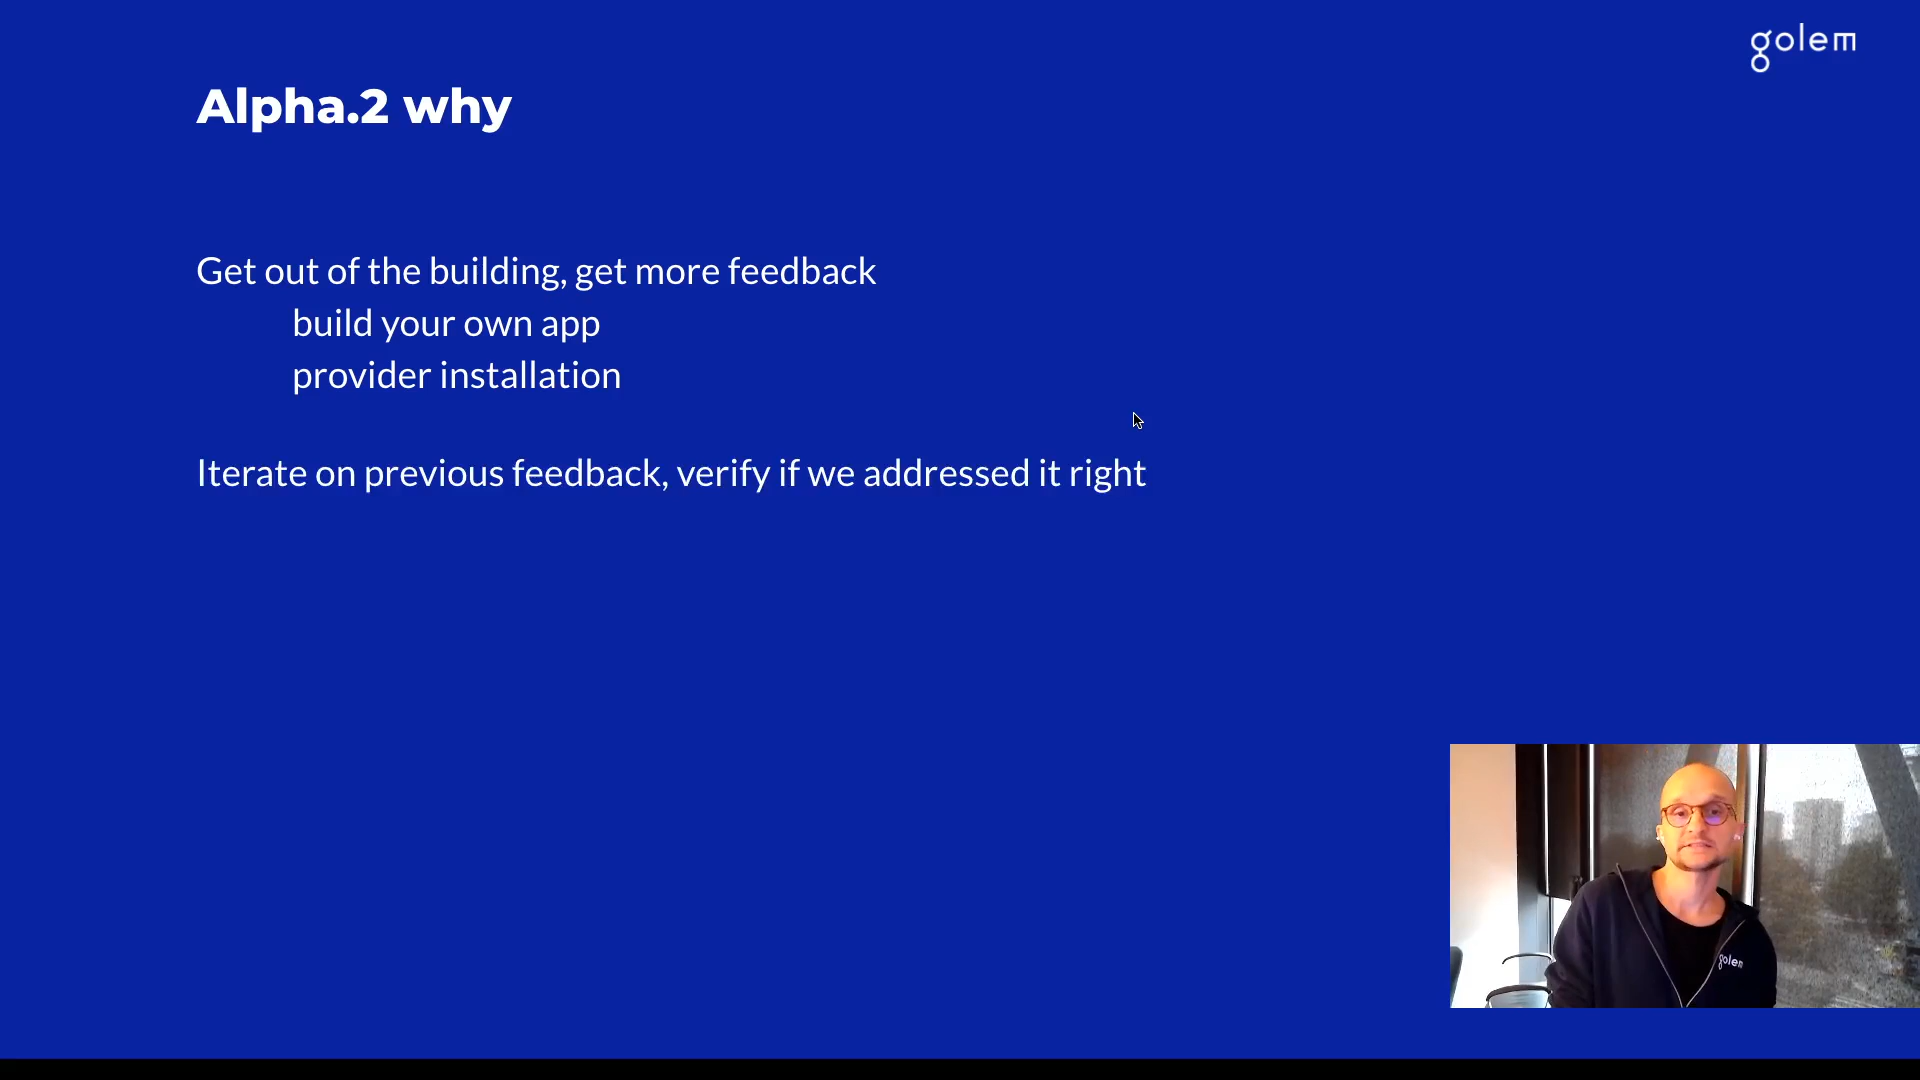 golem
Alpha.2 why
Get out of the building, get more feedback
build your own app
provider installation
Iterate on previous feedback, verify if we addressed it right
golem